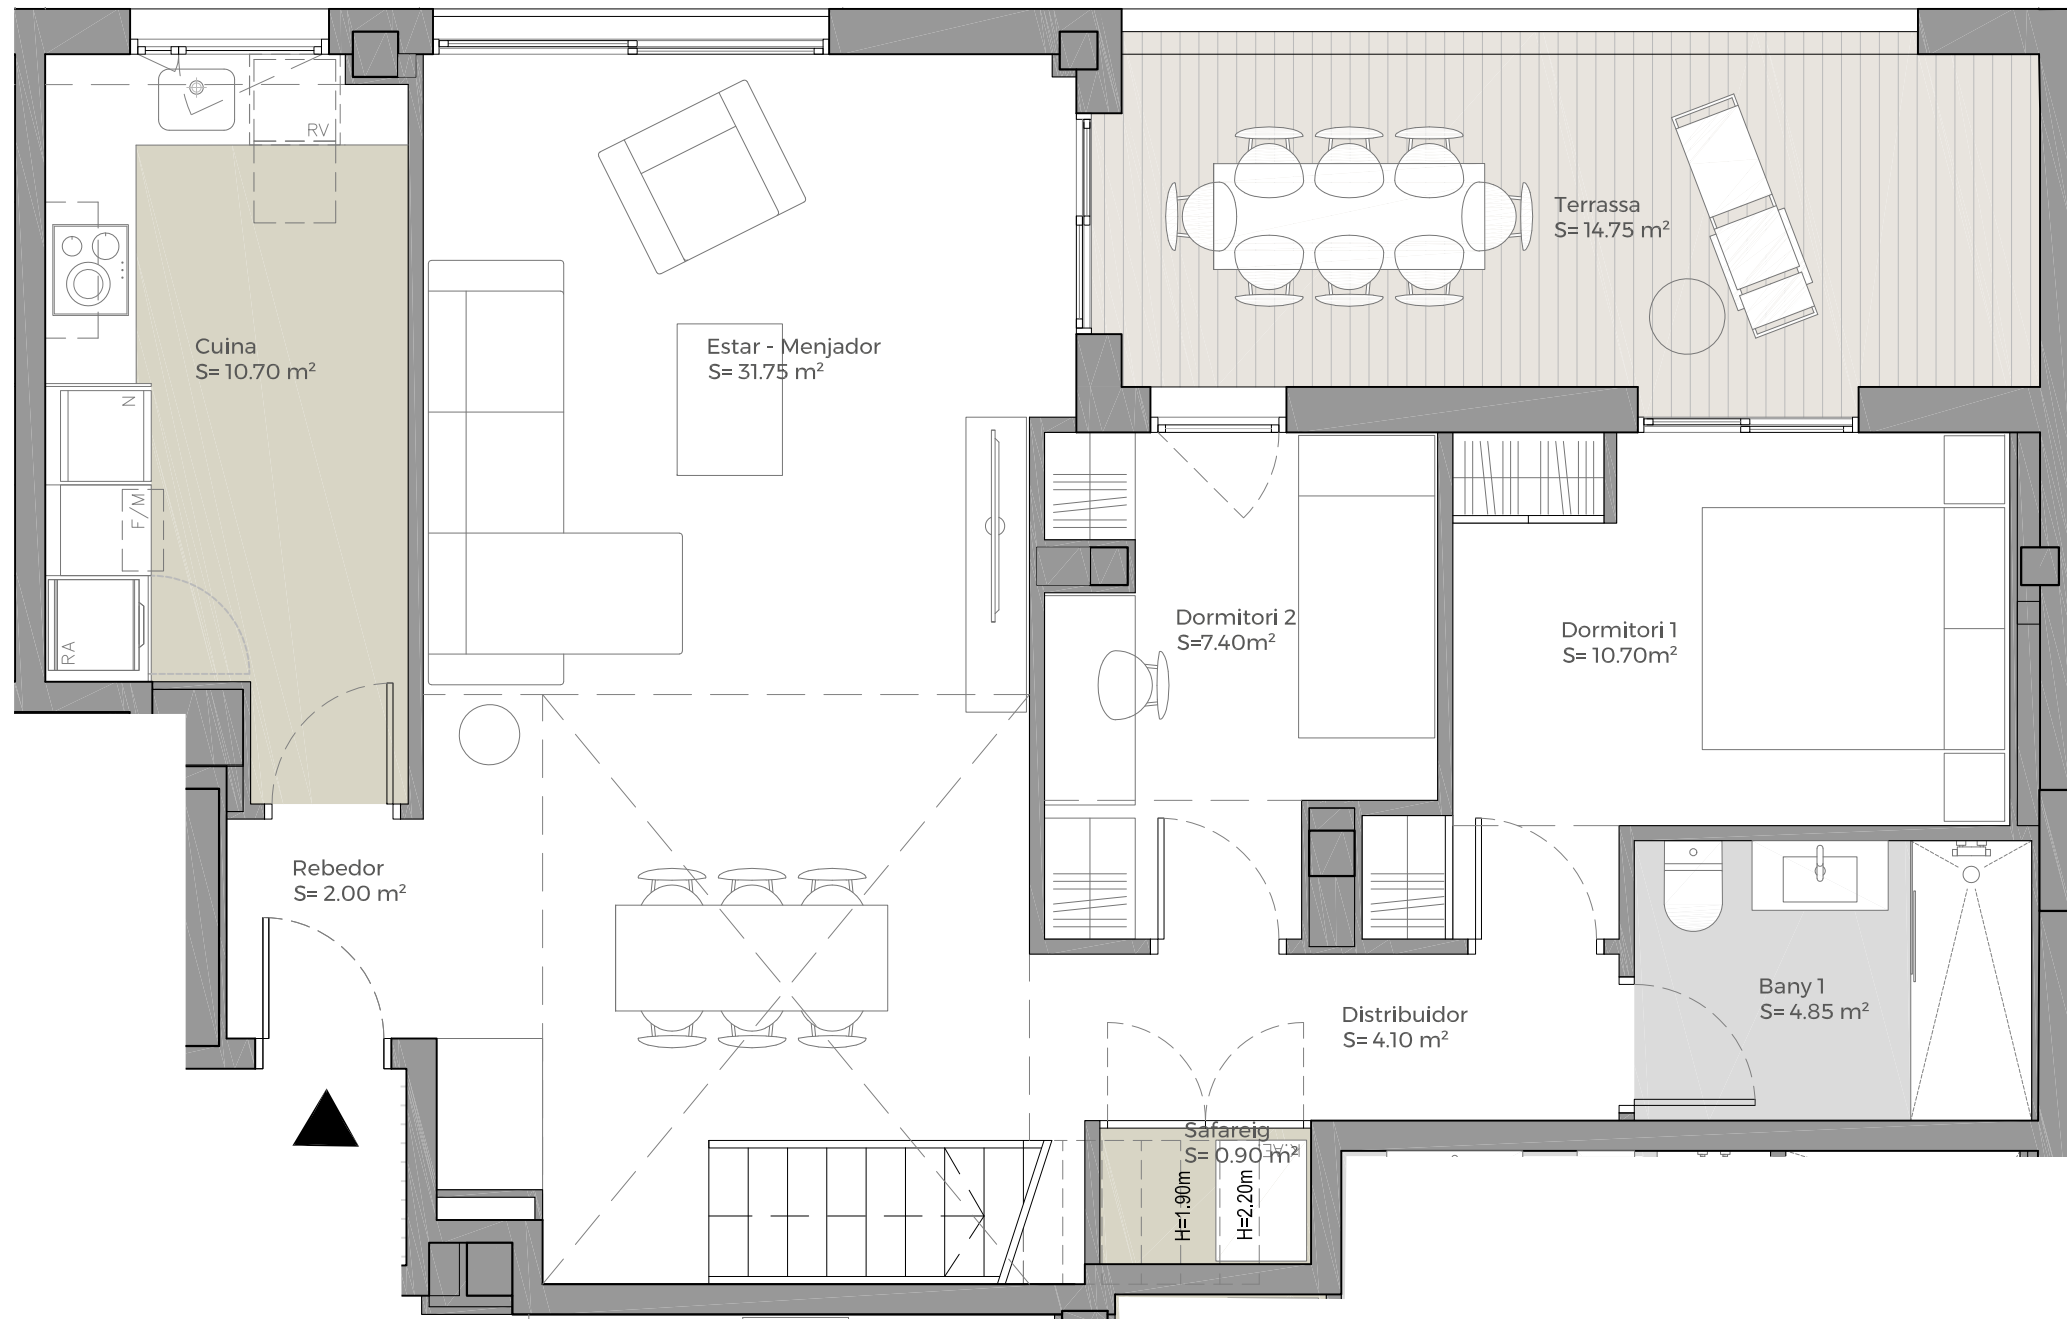 RV
Terrassa
S= 14.75 m²
Cuina
S= 10.70 m²
Estar - Menjador
S= 31.75 m²
N
F/M
RA
Dormitori 2
S=7.40m²
Dormitori 1
S= 10.70m²
Rebedor
S= 2.00 m²
Bany 1
S= 4.85 m²
Distribuidor
S= 4.10 m²
Safareig
S= 0.90 m²
H=1.90m
H=2.20m